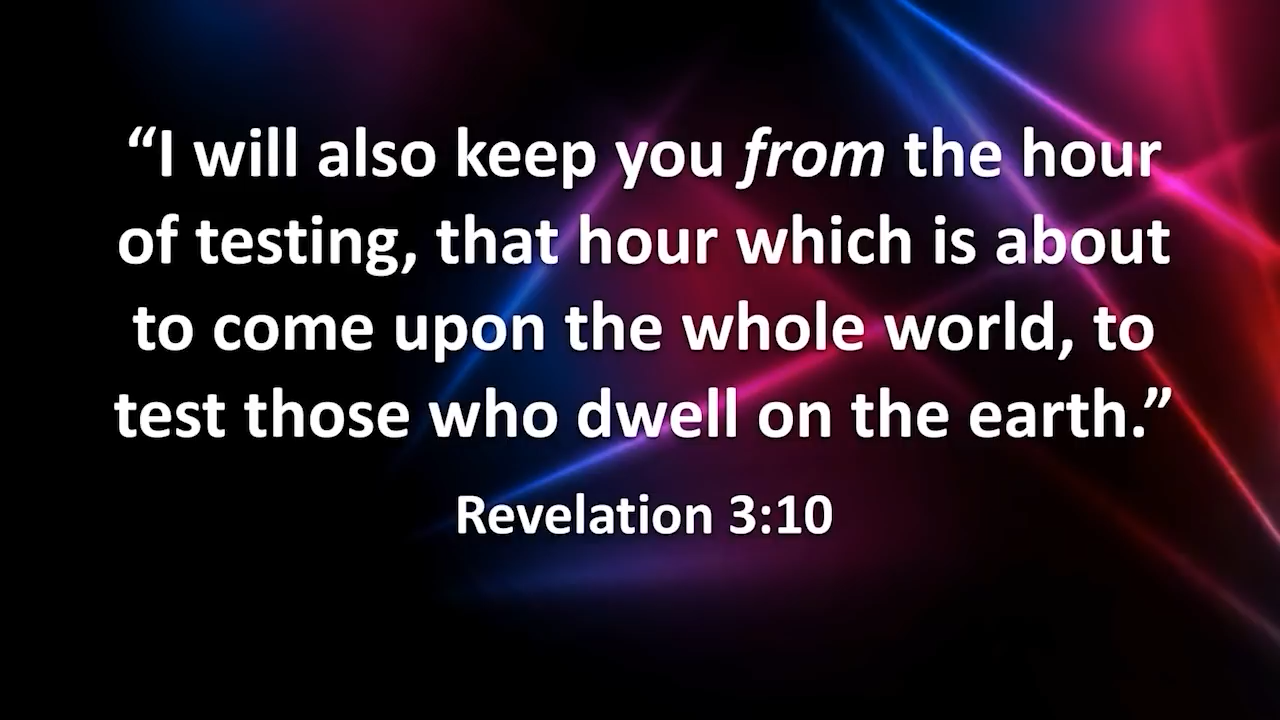 “I will also keep you from the hour
of testing, that hour which is about
to come upon the whole world, to
test those who dwell on the earth.”
Revelation 3:10